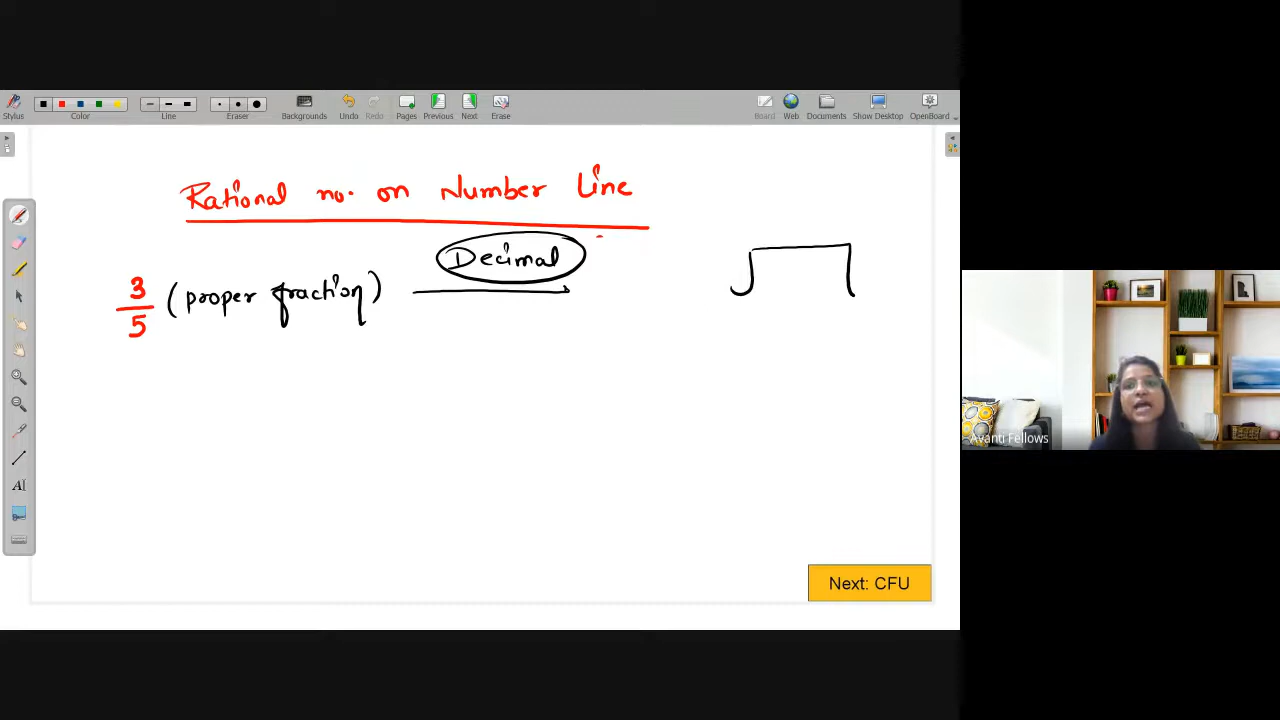 Stylus
Color
Line
Eraser
Backgrounds
Undo
Redo
Pages
Previous
Next
Erase
Board
Web
Documents
Show Desktop
OpenBoard
Rational no. on Number Line
Decimal
3/5 (proper fraction)
Avanti Fellows
Next: CFU